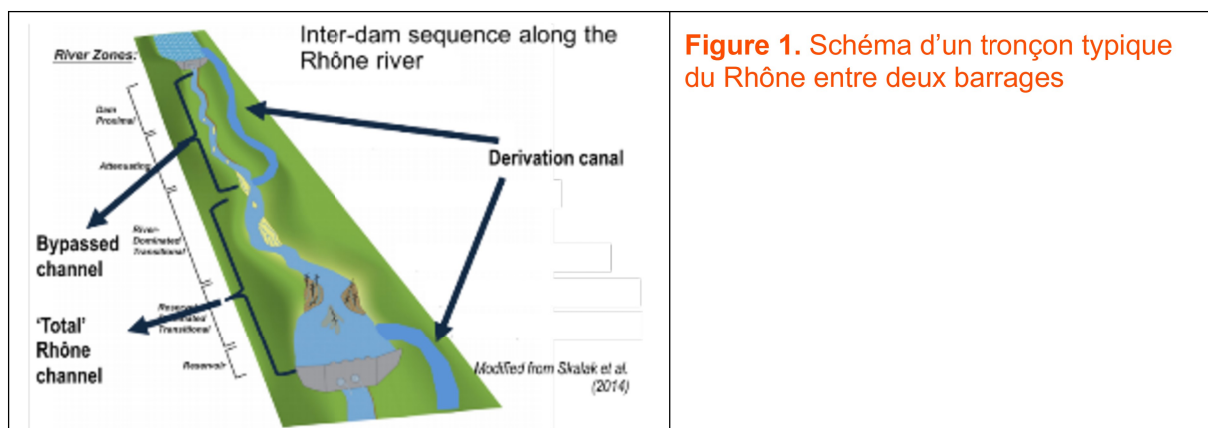 Inter-dam sequence along the
Rhône river
River Zones:
Dam
Proximal
Attenuating
Derivation canal
Bypassed
channel
River-
Dominated
Transitional
'Total'
Rhône
channel
Transitional
Reservoir
Modified from Skalak et al.
(2014)
Figure 1. Schéma d'un tronçon typique
du Rhône entre deux barrages